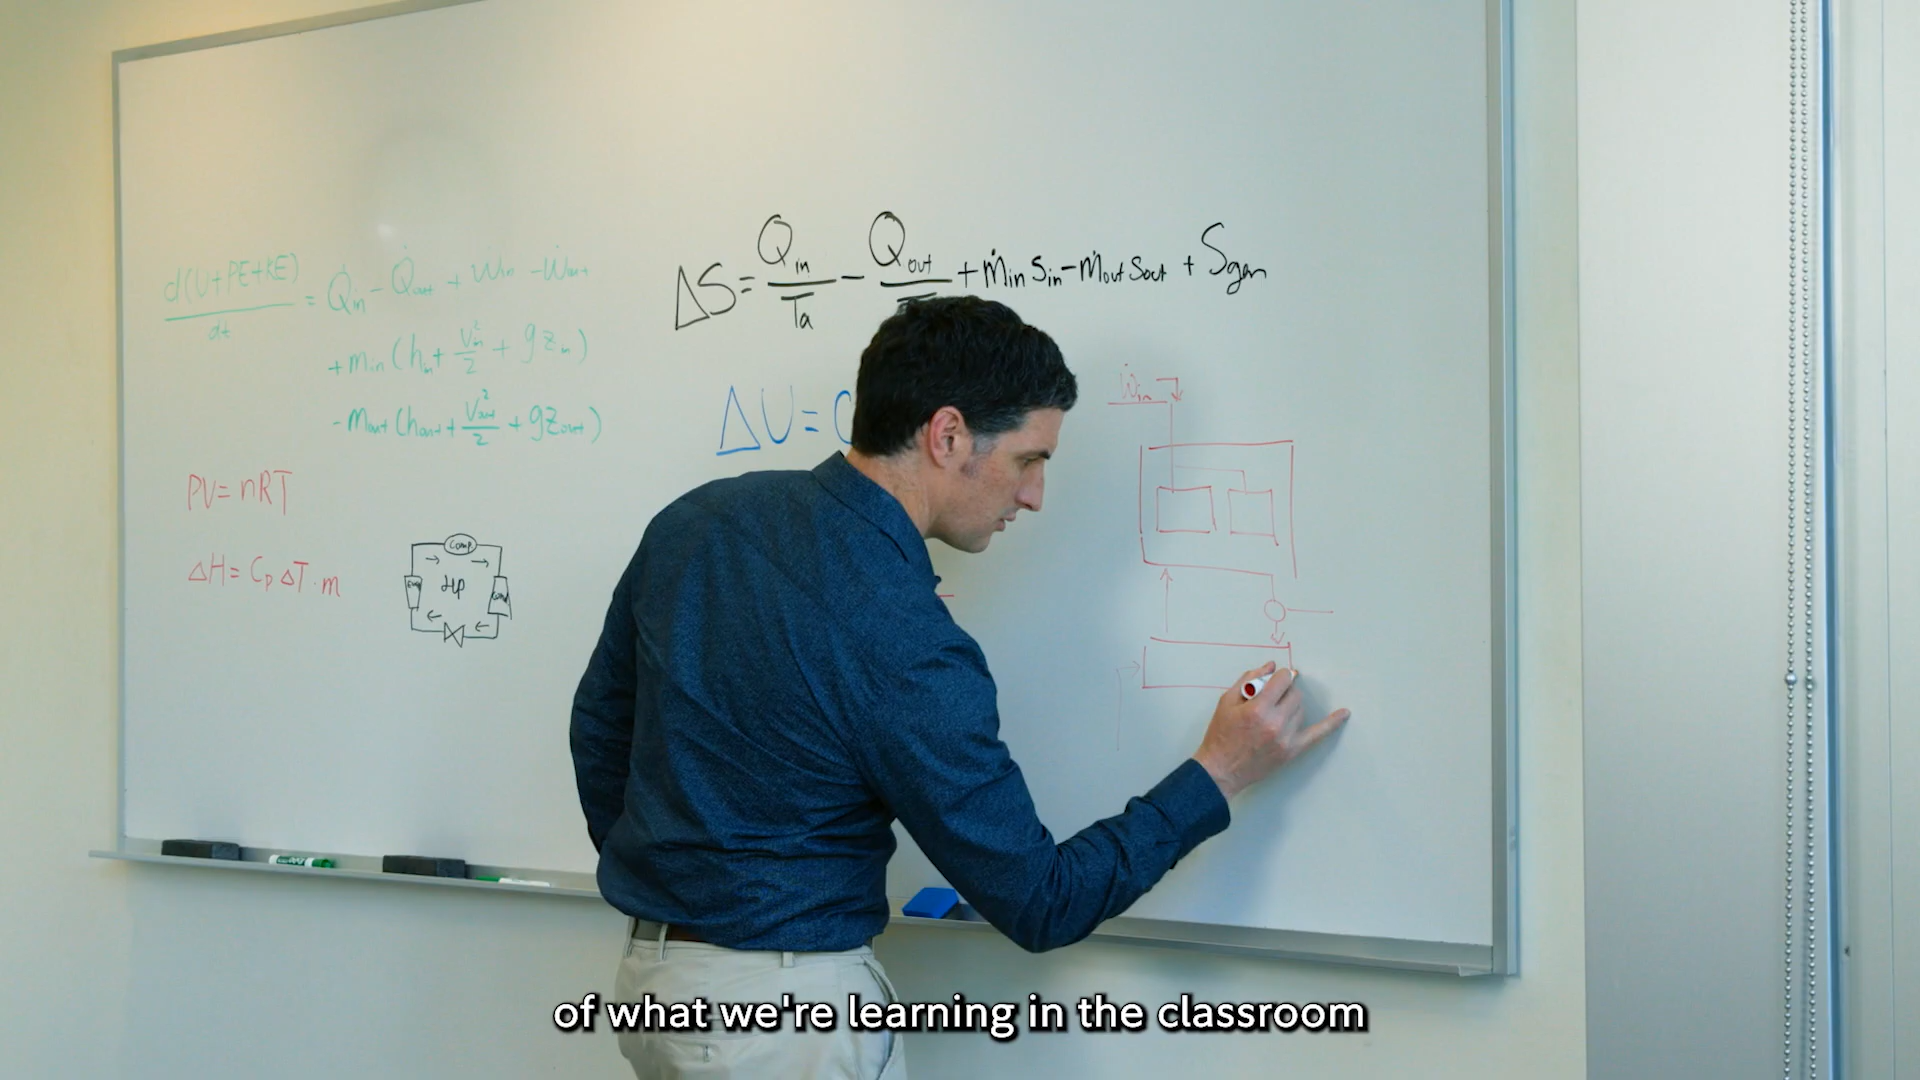 d(U+PE+KE)/dt = Q̇in - Q̇out + Ẇin - Ẇout
+ṁin (hin + Vin²/2 + gzin)
-ṁout (hout + Vout²/2 + gzout)
PV = nRT
ΔH = Cp ΔT · m
Comp
Hp
ΔS = Qin/Ta - Qout + ṁin Sin - ṁout Sout + Sgen
ΔU = C
Ẇin
of what we're learning in the classroom